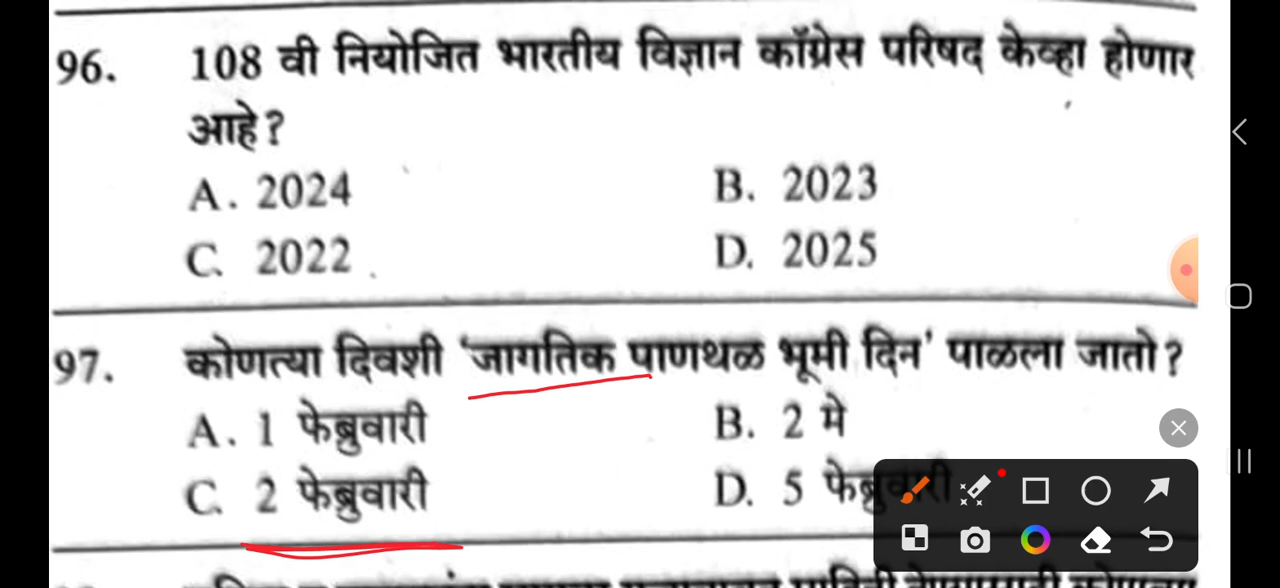 96. 108 वी नियोजित भारतीय विज्ञान काँग्रेस परिषद केव्हा होणार
आहे?
A. 2024 B. 2023
C. 2022 D. 2025
97. कोणत्या दिवशी 'जागतिक पाणथळ भूमी दिन' पाळला जातो?
A. 1 फेब्रुवारी B. 2 मे
C. 2 फेब्रुवारी D. 5 फेब्रुवारी